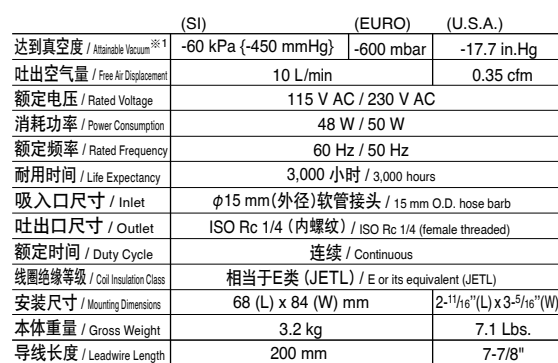 (SI) (EURO) (U.S.A.)
达到真空度 / Attainable Vacuum※1 -60 kPa {-450 mmHg} -600 mbar -17.7 in.Hg
吐出空气量 / Free Air Displacement 10 L/min 0.35 cfm
额定电压 / Rated Voltage 115 V AC / 230 V AC
消耗功率 / Power Consumption 48 W / 50 W
额定频率 / Rated Frequency 60 Hz / 50 Hz
耐用时间 / Life Expectancy 3,000 小时 / 3,000 hours
吸入口尺寸 / Inlet φ15 mm(外径)软管接头 / 15 mm O.D. hose barb
吐出口尺寸 / Outlet ISO Rc 1/4 (内螺纹) / ISO Rc 1/4 (female threaded)
额定时间 / Duty Cycle 连续 / Continuous
线圈绝缘等级 / Coil Insulation Class 相当于E类 (JETL) / E or its equivalent (JETL)
安装尺寸 / Mounting Dimensions 68 (L) x 84 (W) mm 2-11/16"(L) x 3-5/16"(W)
本体重量 / Gross Weight 3.2 kg 7.1 Lbs.
导线长度 / Leadwire Length 200 mm 7-7/8"